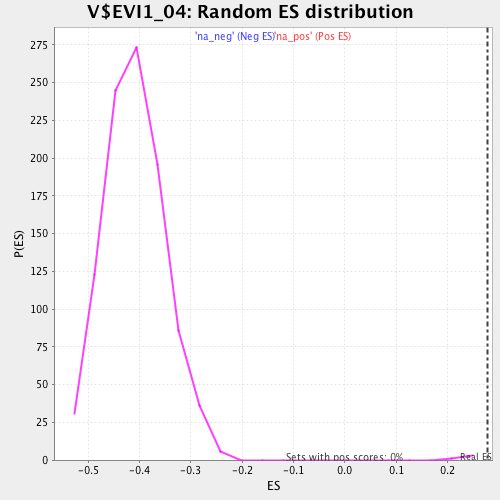 V$EVI1_04: Random ES distribution
'na_neg' (Neg ES)
'na_pos' (Pos ES)
275
250
225
200
175
150
125
100
75
50
25
0
P(ES)
Sets with pos scores: 0%
Real ES
-0.5 -0.4 -0.3 -0.2 -0.1 0.0 0.1 0.2
ES